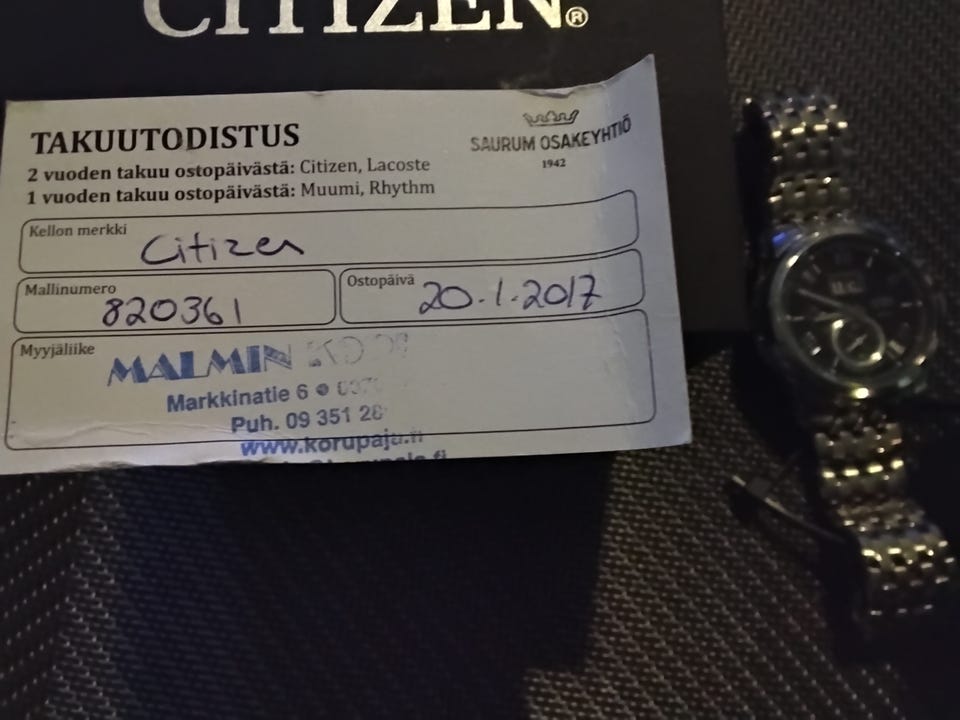 CITIZEN®
TAKUUTODISTUS
2 vuoden takuu ostopäivästä: Citizen, Lacoste
1 vuoden takuu ostopäivästä: Muumi, Rhythm
SAURUM OSAKEYHTIÖ
1942
Kellon merkki
Citizen
Mallinumero
820361
Ostopäivä
20.1.2017
Myyjäliike
MALMIN
Markkinatie 6
Puh. 09 351 28
www.korupaja.fi